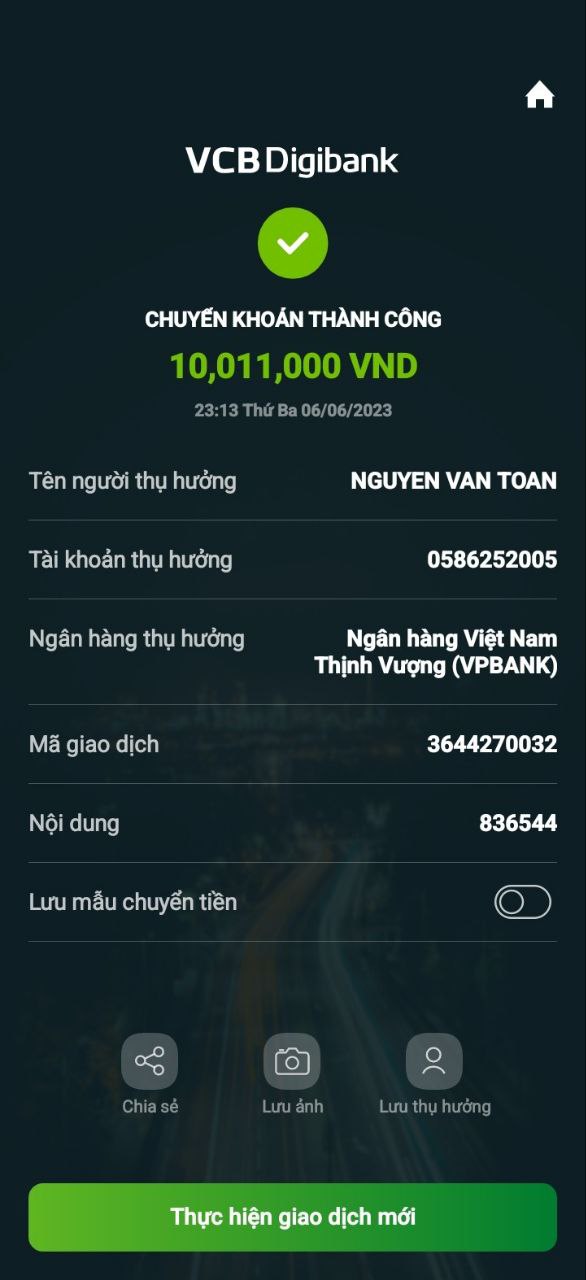 VCB Digibank
CHUYỂN KHOẢN THÀNH CÔNG
10,011,000 VND
23:13 Thứ Ba 06/06/2023
Tên người thụ hưởng NGUYEN VAN TOAN
Tài khoản thụ hưởng 0586252005
Ngân hàng thụ hưởng Ngân hàng Việt Nam
Thịnh Vượng (VPBANK)
Mã giao dịch 3644270032
Nội dung 836544
Lưu mẫu chuyển tiền
Chia sẻ Lưu ảnh Lưu thụ hưởng
Thực hiện giao dịch mới